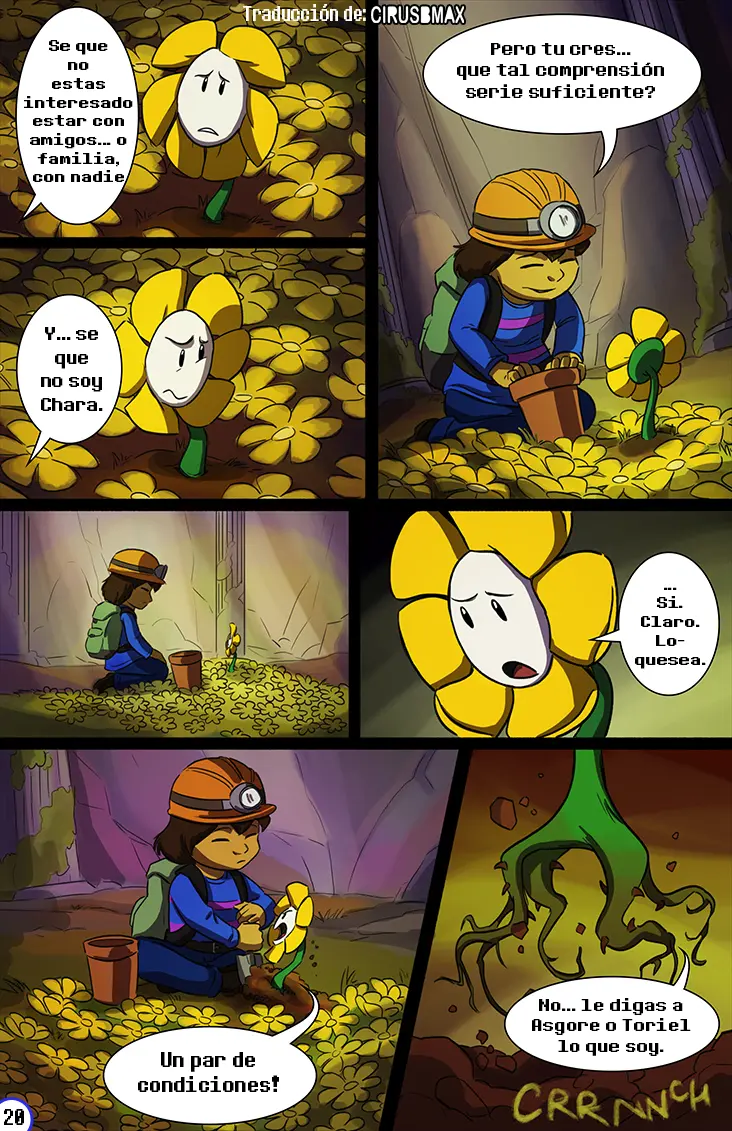 Traducción de: CIRUSBMAX
Se que
no
estas
interesado
estar con
amigos... o
familia,
con nadie
Y... se
que
no soy
Chara.
Pero tu cres...
que tal comprensión
serie suficiente?
...
Si.
Claro.
Lo-
quesea.
Un par de
condiciones!
No... le digas a
Asgore o Toriel
lo que soy.
CRRNNCH
20